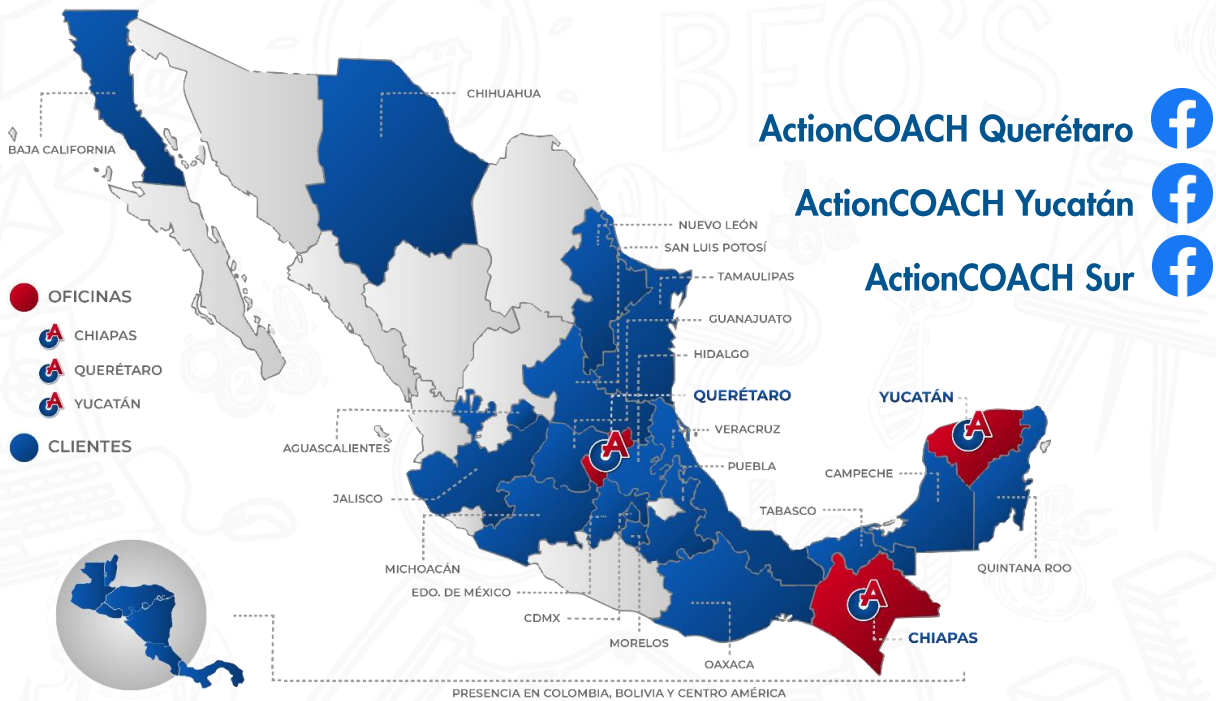 BEO'S
CHIHUAHUA
BAJA CALIFORNIA
ActionCOACH Querétaro
ActionCOACH Yucatán
ActionCOACH Sur
NUEVO LEÓN
SAN LUIS POTOSÍ
TAMAULIPAS
GUANAJUATO
HIDALGO
QUERÉTARO
VERACRUZ
PUEBLA
OFICINAS
CHIAPAS
QUERÉTARO
YUCATÁN
CLIENTES
AGUASCALIENTES
JALISCO
MICHOACÁN
EDO. DE MÉXICO
CDMX
MORELOS
OAXACA
YUCATÁN
CAMPECHE
TABASCO
QUINTANA ROO
CHIAPAS
PRESENCIA EN COLOMBIA, BOLIVIA Y CENTRO AMÉRICA